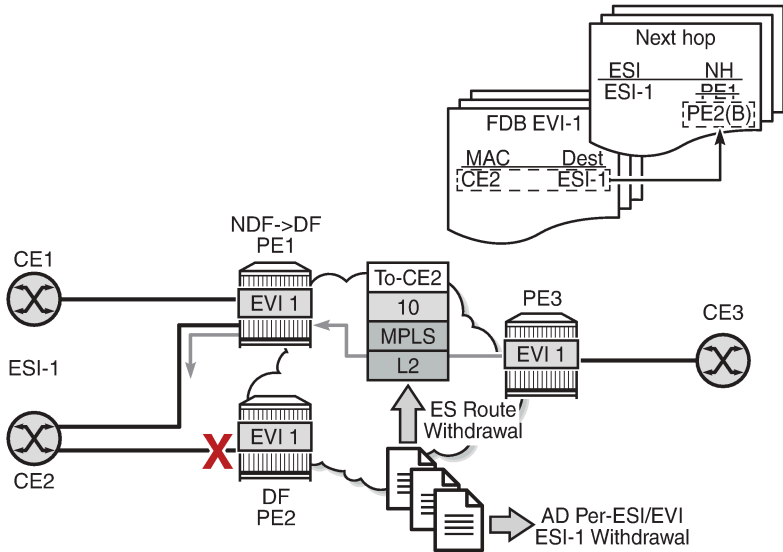 Next hop
ESI NH
ESI-1 PE1
PE2(B)
FDB EVI-1
MAC Dest
CE2 ESI-1
NDF->DF
PE1
CE1
EVI 1
To-CE2
10
MPLS
L2
PE3
EVI 1
CE3
ESI-1
CE2
EVI 1
X
DF
PE2
ES Route
Withdrawal
AD Per-ESI/EVI
ESI-1 Withdrawal